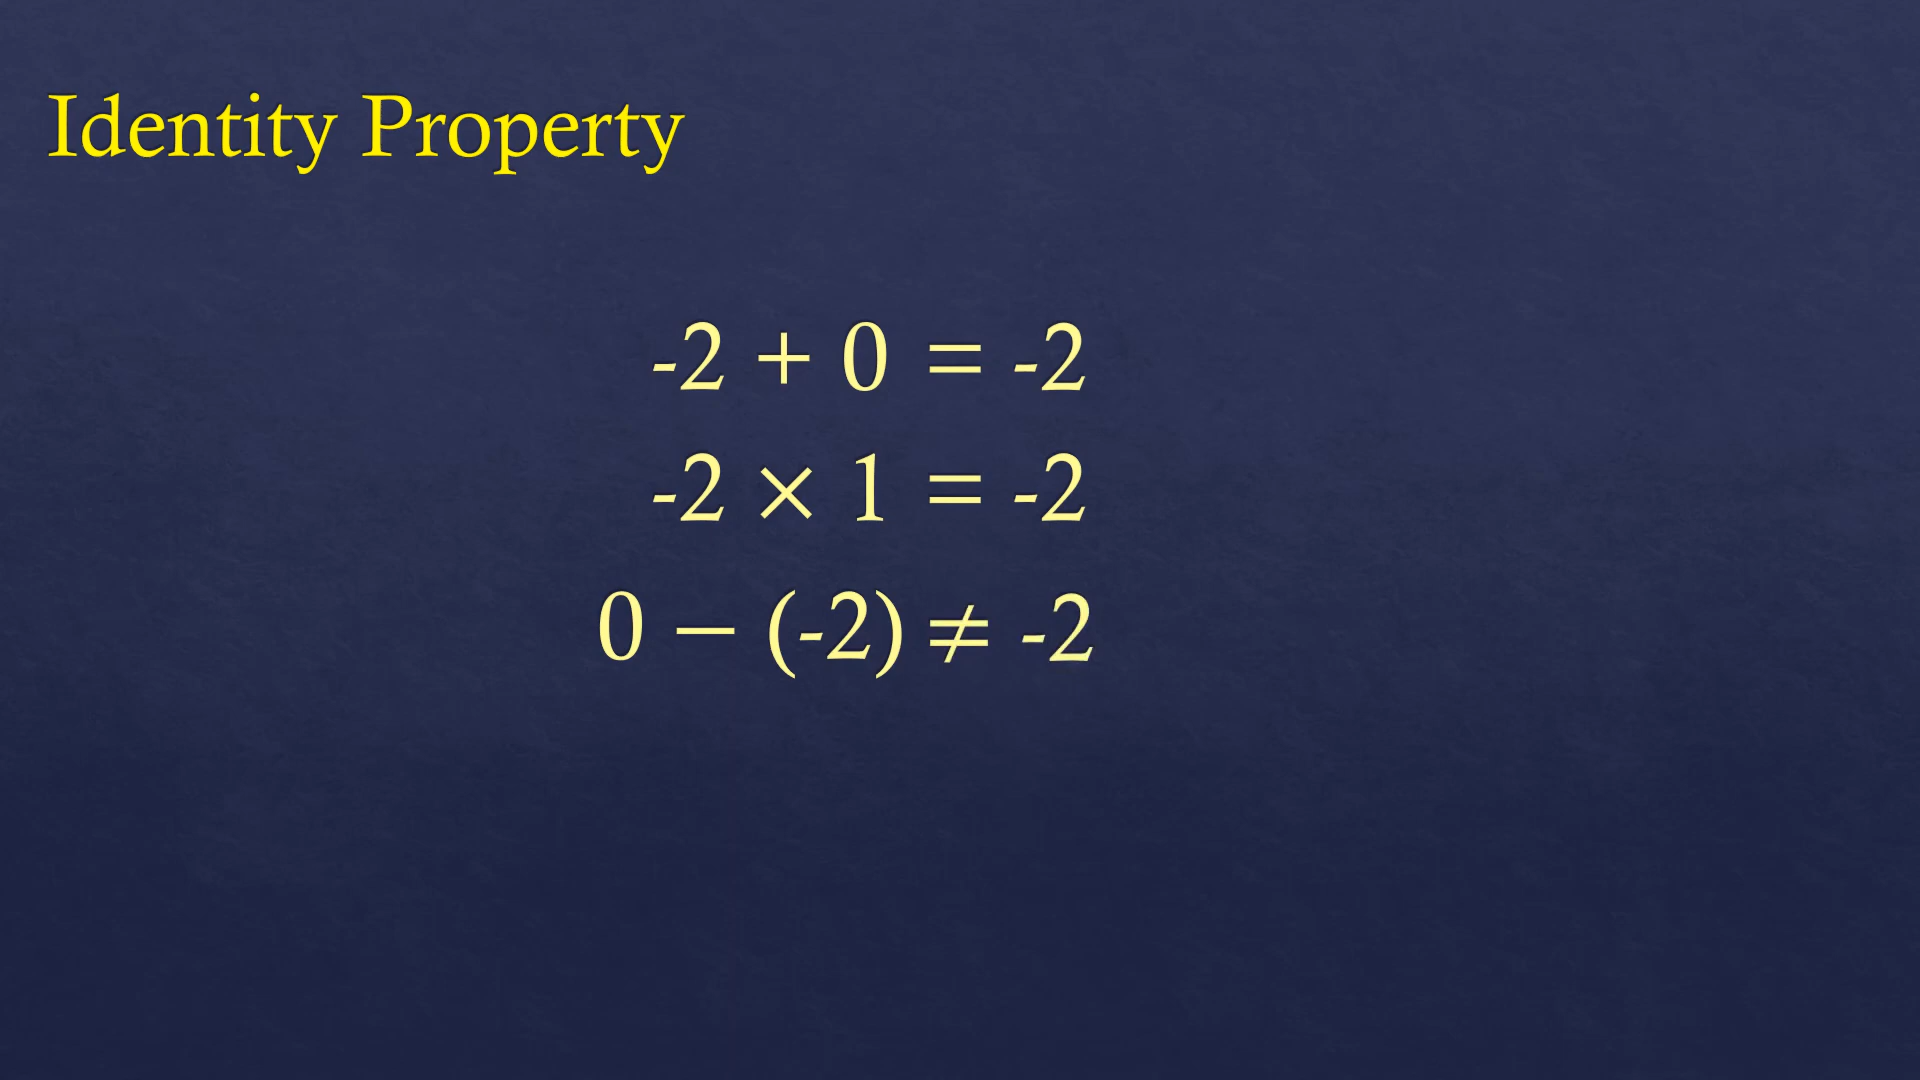 Identity Property
-2 + 0 = -2
-2 × 1 = -2
0 − (-2) ≠ -2